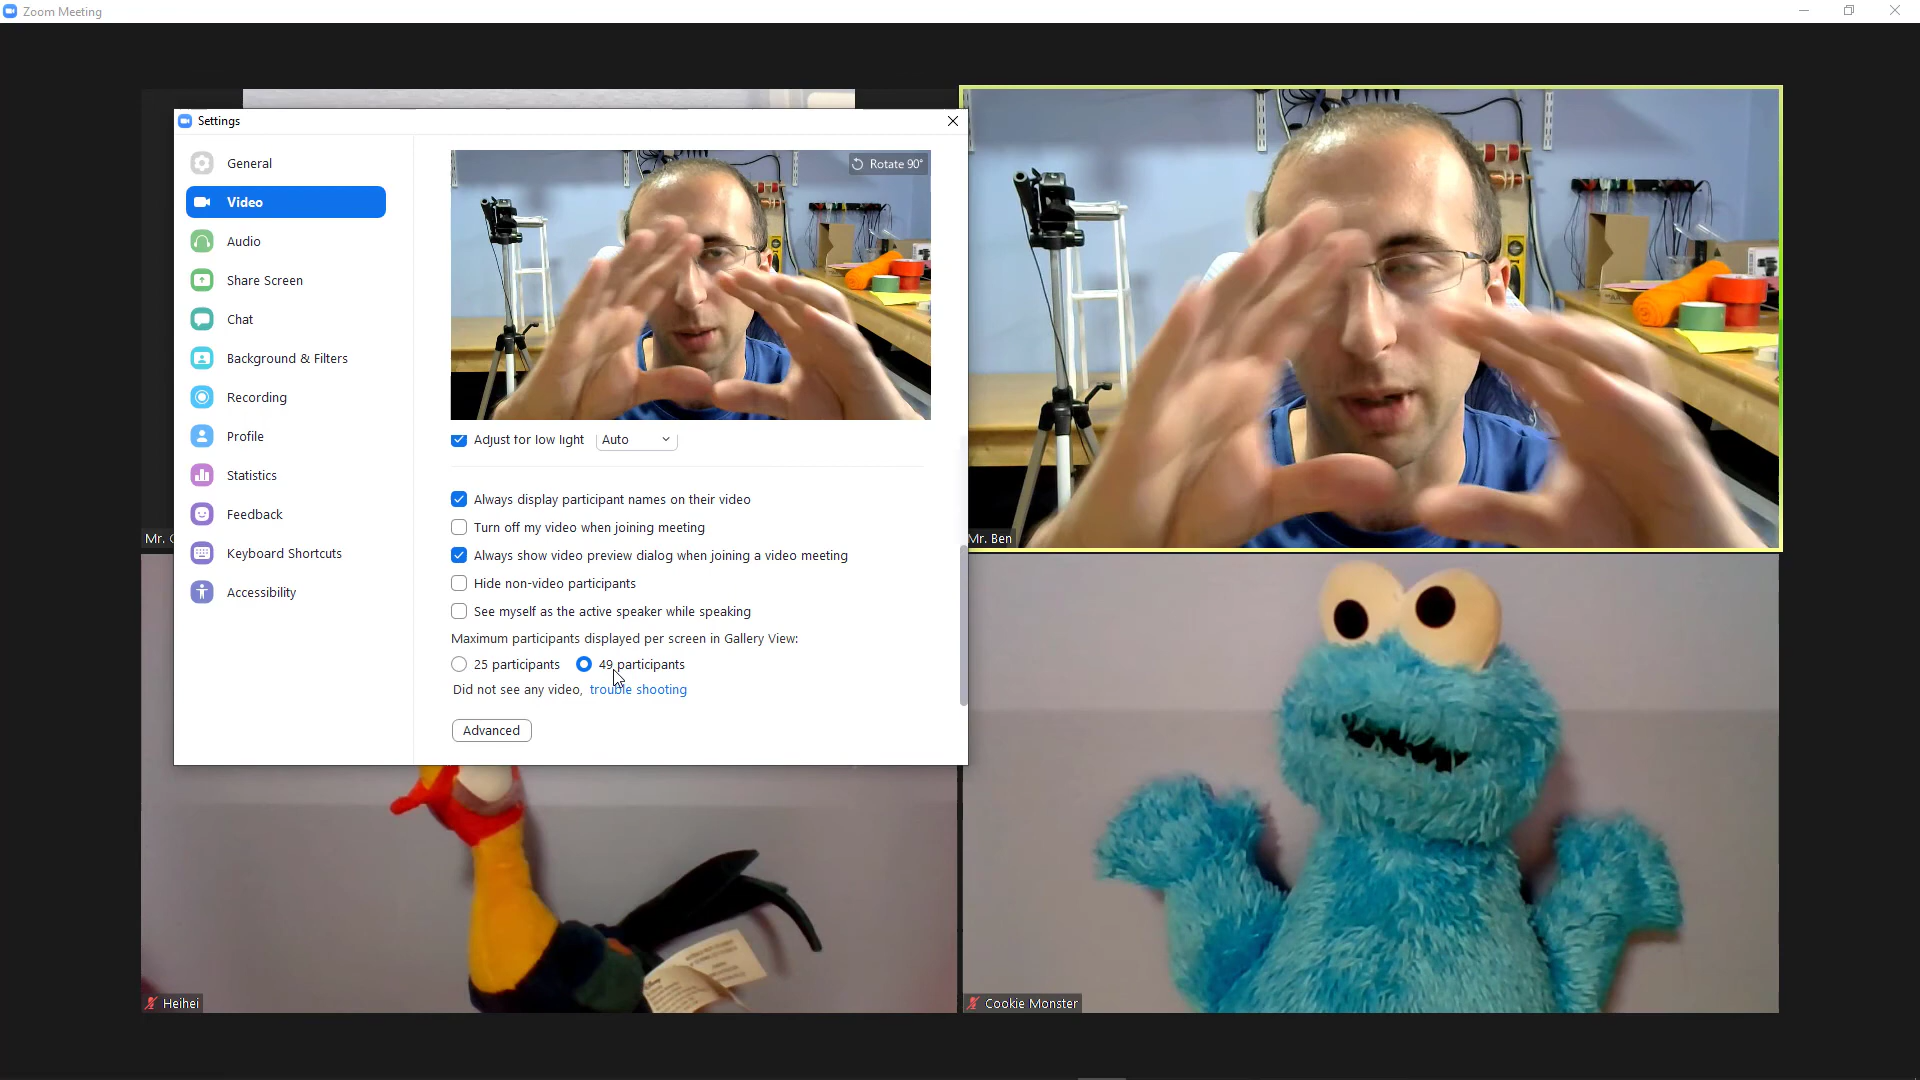 Zoom Meeting
Settings
General
Video
Audio
Share Screen
Chat
Background & Filters
Recording
Profile
Statistics
Feedback
Keyboard Shortcuts
Accessibility
Rotate 90°
Adjust for low light Auto
Always display participant names on their video
Turn off my video when joining meeting
Always show video preview dialog when joining a video meeting
Hide non-video participants
See myself as the active speaker while speaking
Maximum participants displayed per screen in Gallery View:
25 participants 49 participants
Did not see any video, trouble shooting
Advanced
Mr.
Mr. Ben
Heihei
Cookie Monster